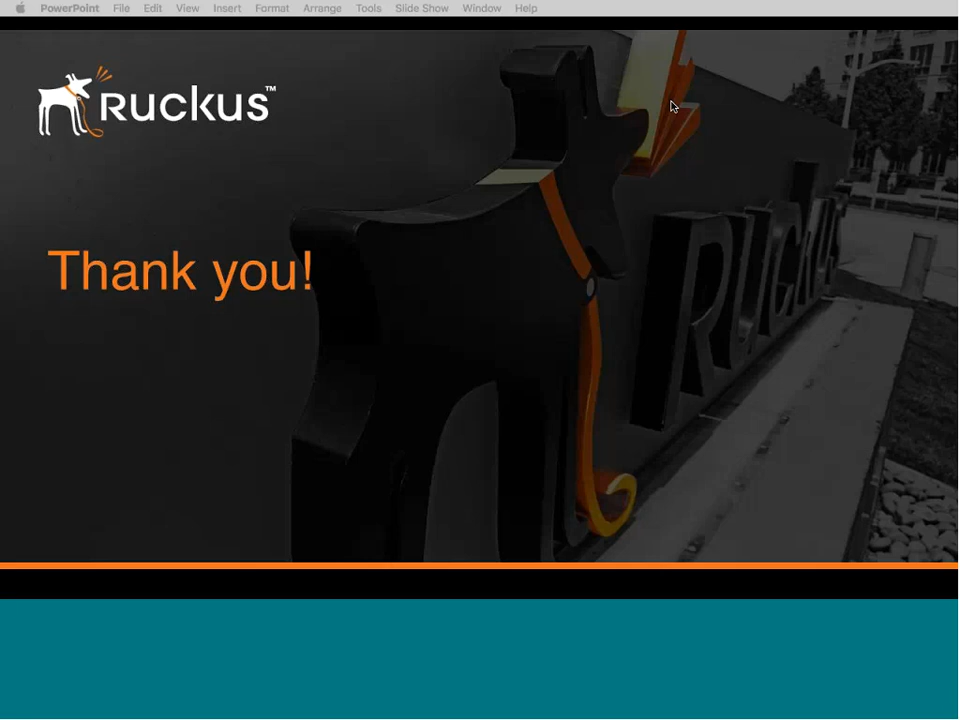 PowerPoint File Edit View Insert Format Arrange Tools Slide Show Window Help
Ruckus™
Thank you!
RUCKUS